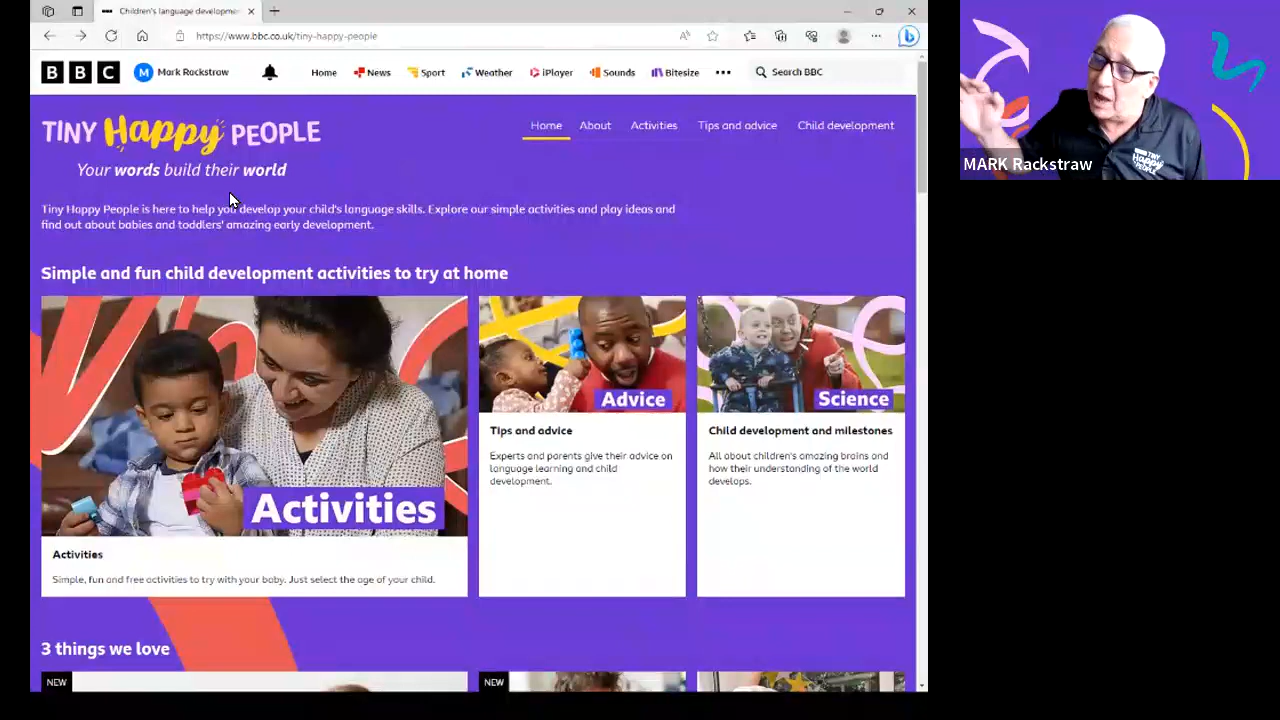 Children's language developmen
https://www.bbc.co.uk/tiny-happy-people
BBC
M Mark Rackstraw
Home
News
Sport
Weather
iPlayer
Sounds
Bitesize
Search BBC
TINY Happy PEOPLE
Your words build their world
Home
About
Activities
Tips and advice
Child development
Tiny Happy People is here to help you develop your child's language skills. Explore our simple activities and play ideas and
find out about babies and toddlers' amazing early development.
Simple and fun child development activities to try at home
Activities
Activities
Simple, fun and free activities to try with your baby. Just select the age of your child.
Advice
Tips and advice
Experts and parents give their advice on
language learning and child
development.
Science
Child development and milestones
All about children's amazing brains and
how their understanding of the world
develops.
3 things we love
NEW
NEW
MARK Rackstraw
TINY
Happy
PEOPLE